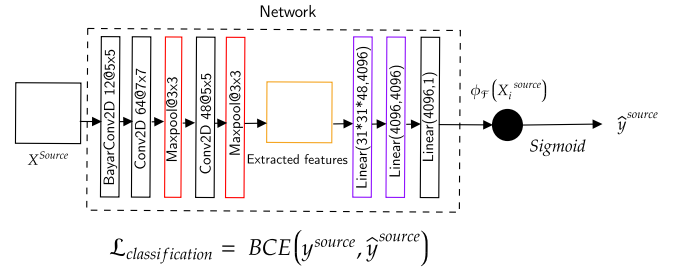 Network
X^Source
BayarConv2D 12@5x5
Conv2D 64@7x7
Maxpool@3x3
Conv2D 48@5x5
Maxpool@3x3
Extracted features
Linear(31*31*48,4096)
Linear(4096,4096)
Linear(4096,1)
ϕ_ℱ(X_i^source)
Sigmoid
ŷ^source
𝕷_classification = BCE(y^source, ŷ^source)